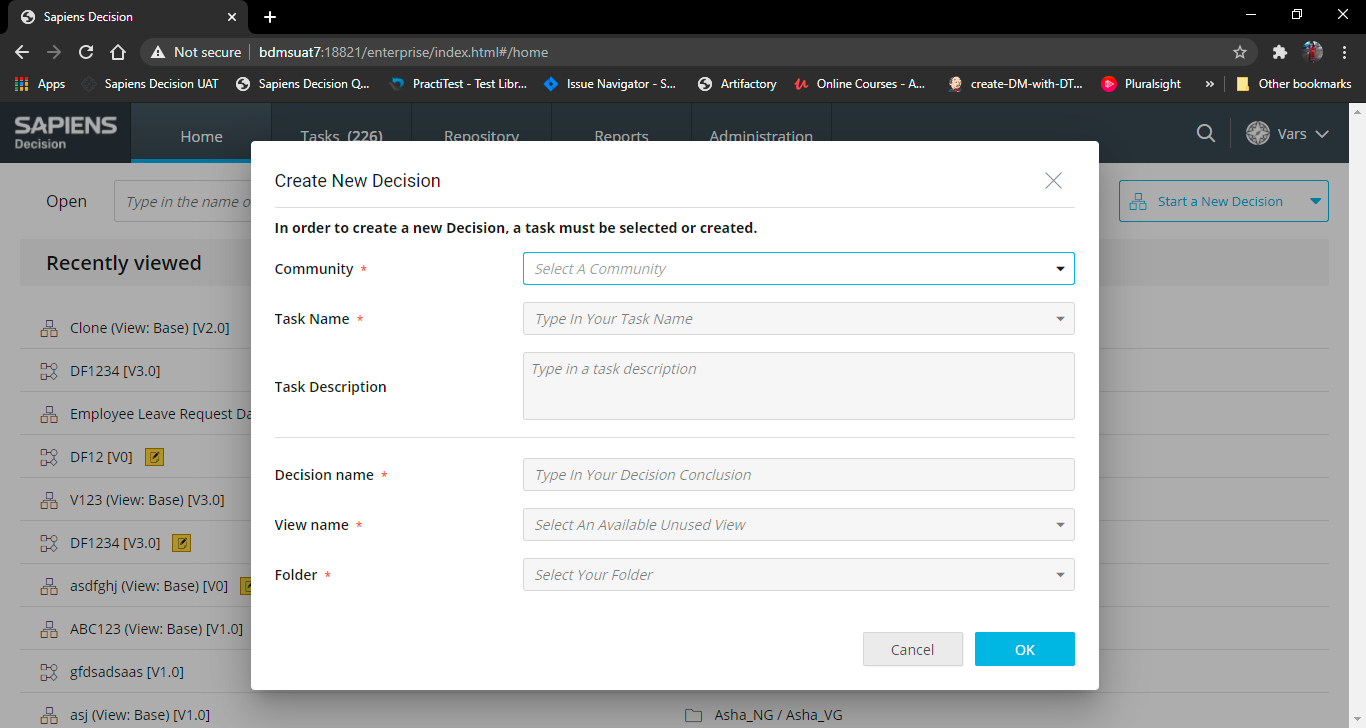 Sapiens Decision
Not secure | bdmsuat7:18821/enterprise/index.html#/home
Apps Sapiens Decision UAT Sapiens Decision Q... PractiTest - Test Libr... Issue Navigator - S... Artifactory Online Courses - A... create-DM-with-DT... Pluralsight » Other bookmarks
SAPIENS
Decision
Home Tasks (226) Repository Reports Administration Vars
Open Type in the name o Start a New Decision
Recently viewed
Clone (View: Base) [V2.0]
DF1234 [V3.0]
Employee Leave Request Da
DF12 [V0]
V123 (View: Base) [V3.0]
DF1234 [V3.0]
asdfghj (View: Base) [V0]
ABC123 (View: Base) [V1.0]
gfdsadsaas [V1.0]
asj (View: Base) [V1.0] Asha_NG / Asha_VG
Create New Decision
In order to create a new Decision, a task must be selected or created.
Community * Select A Community
Task Name * Type In Your Task Name
Task Description Type in a task description
Decision name * Type In Your Decision Conclusion
View name * Select An Available Unused View
Folder * Select Your Folder
Cancel OK